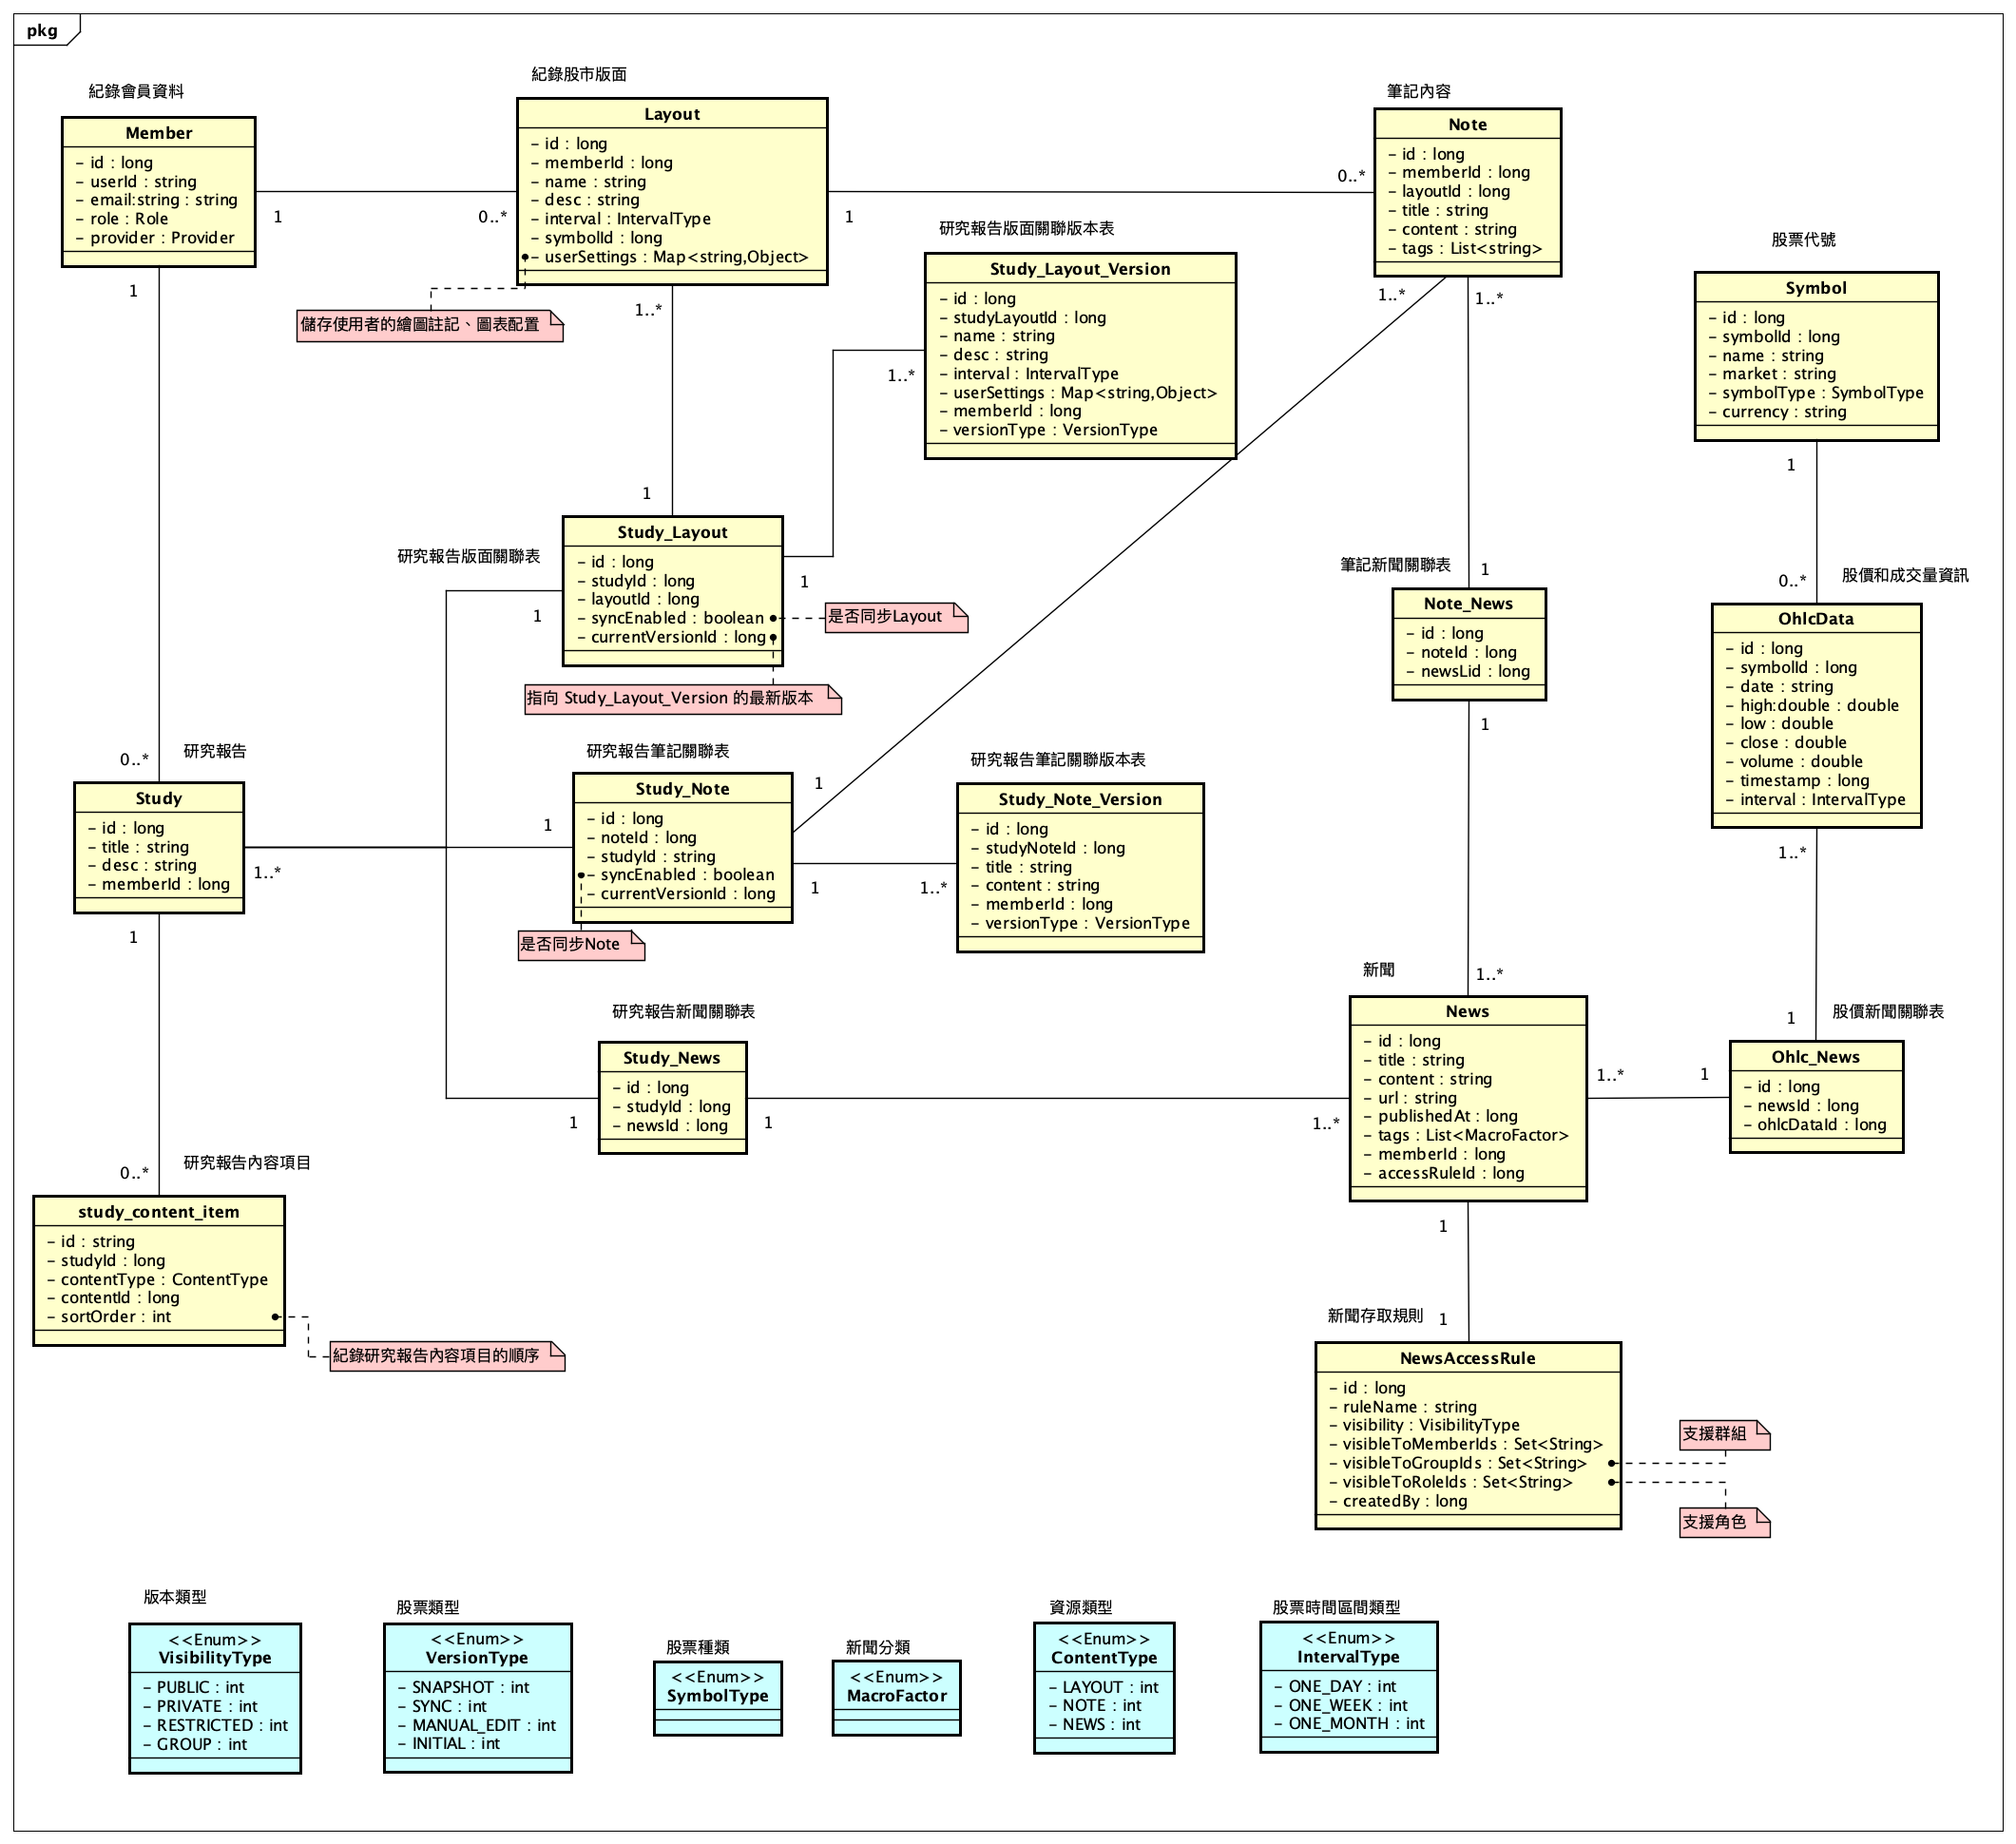 pkg
紀錄會員資料
Member
- id : long
- userId : string
- email:string : string
- role : Role
- provider : Provider
1
0..*
1
紀錄股市版面
Layout
- id : long
- memberId : long
- name : string
- desc : string
- interval : IntervalType
- symbolId : long
- userSettings : Map<string,Object>
儲存使用者的繪圖註記、圖表配置
1
0..*
1..*
1
筆記內容
Note
- id : long
- memberId : long
- layoutId : long
- title : string
- content : string
- tags : List<string>
1..*
1..*
研究報告版面關聯版本表
Study_Layout_Version
- id : long
- studyLayoutId : long
- name : string
- desc : string
- interval : IntervalType
- userSettings : Map<string,Object>
- memberId : long
- versionType : VersionType
1..*
股票代號
Symbol
- id : long
- symbolId : long
- name : string
- market : string
- symbolType : SymbolType
- currency : string
1
0..*
研究報告版面關聯表
Study_Layout
- id : long
- studyId : long
- layoutId : long
- syncEnabled : boolean
- currentVersionId : long
1
1
是否同步Layout
指向 Study_Layout_Version 的最新版本
筆記新聞關聯表
1
Note_News
- id : long
- noteId : long
- newsLid : long
1
股價和成交量資訊
OhlcData
- id : long
- symbolId : long
- date : string
- high:double : double
- low : double
- close : double
- volume : double
- timestamp : long
- interval : IntervalType
1..*
0..*
研究報告
Study
- id : long
- title : string
- desc : string
- memberId : long
1..*
1
研究報告筆記關聯表
Study_Note
- id : long
- noteId : long
- studyId : string
- syncEnabled : boolean
- currentVersionId : long
1
1
1
是否同步Note
研究報告筆記關聯版本表
Study_Note_Version
- id : long
- studyNoteId : long
- title : string
- content : string
- memberId : long
- versionType : VersionType
1..*
研究報告新聞關聯表
Study_News
- id : long
- studyId : long
- newsId : long
1
1
新聞
1..*
News
- id : long
- title : string
- content : string
- url : string
- publishedAt : long
- tags : List<MacroFactor>
- memberId : long
- accessRuleId : long
1..*
1..*
1
股價新聞關聯表
1
Ohlc_News
- id : long
- newsId : long
- ohlcDataId : long
1
0..*
研究報告內容項目
study_content_item
- id : string
- studyId : long
- contentType : ContentType
- contentId : long
- sortOrder : int
紀錄研究報告內容項目的順序
新聞存取規則
1
NewsAccessRule
- id : long
- ruleName : string
- visibility : VisibilityType
- visibleToMemberIds : Set<String>
- visibleToGroupIds : Set<String>
- visibleToRoleIds : Set<String>
- createdBy : long
支援群組
支援角色
版本類型
<<Enum>>
VisibilityType
- PUBLIC : int
- PRIVATE : int
- RESTRICTED : int
- GROUP : int
股票類型
<<Enum>>
VersionType
- SNAPSHOT : int
- SYNC : int
- MANUAL_EDIT : int
- INITIAL : int
股票種類
<<Enum>>
SymbolType
新聞分類
<<Enum>>
MacroFactor
資源類型
<<Enum>>
ContentType
- LAYOUT : int
- NOTE : int
- NEWS : int
股票時間區間類型
<<Enum>>
IntervalType
- ONE_DAY : int
- ONE_WEEK : int
- ONE_MONTH : int